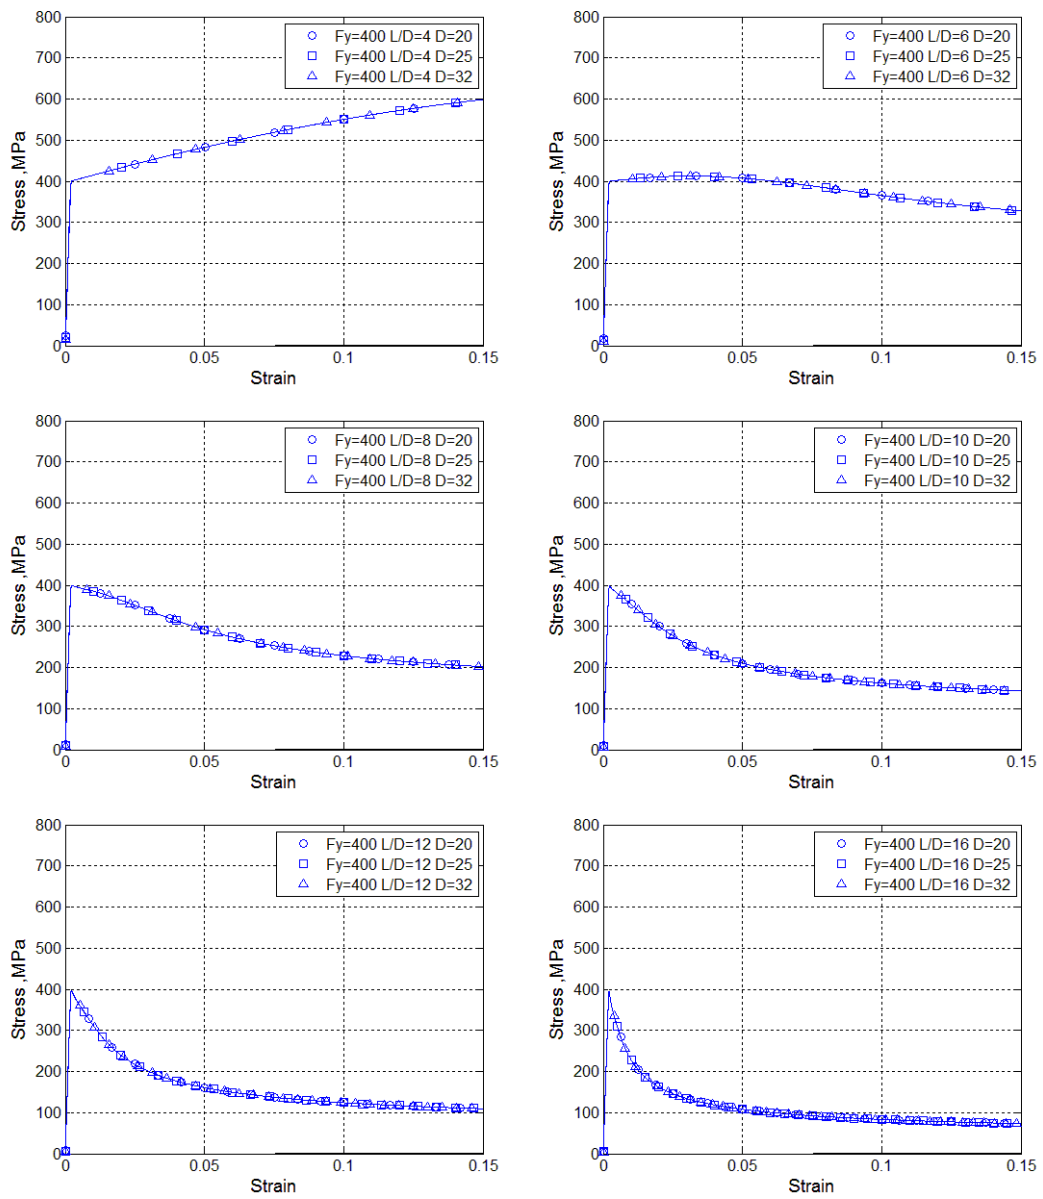 800
700
600
500
400
300
200
100
0
Stress ,MPa
Fy=400 L/D=4 D=20
Fy=400 L/D=4 D=25
Fy=400 L/D=4 D=32
0 0.05 0.1 0.15
Strain
800
700
600
500
400
300
200
100
0
Stress ,MPa
Fy=400 L/D=6 D=20
Fy=400 L/D=6 D=25
Fy=400 L/D=6 D=32
0 0.05 0.1 0.15
Strain
800
700
600
500
400
300
200
100
0
Stress ,MPa
Fy=400 L/D=8 D=20
Fy=400 L/D=8 D=25
Fy=400 L/D=8 D=32
0 0.05 0.1 0.15
Strain
800
700
600
500
400
300
200
100
0
Stress ,MPa
Fy=400 L/D=10 D=20
Fy=400 L/D=10 D=25
Fy=400 L/D=10 D=32
0 0.05 0.1 0.15
Strain
800
700
600
500
400
300
200
100
0
Stress ,MPa
Fy=400 L/D=12 D=20
Fy=400 L/D=12 D=25
Fy=400 L/D=12 D=32
0 0.05 0.1 0.15
Strain
800
700
600
500
400
300
200
100
0
Stress ,MPa
Fy=400 L/D=16 D=20
Fy=400 L/D=16 D=25
Fy=400 L/D=16 D=32
0 0.05 0.1 0.15
Strain